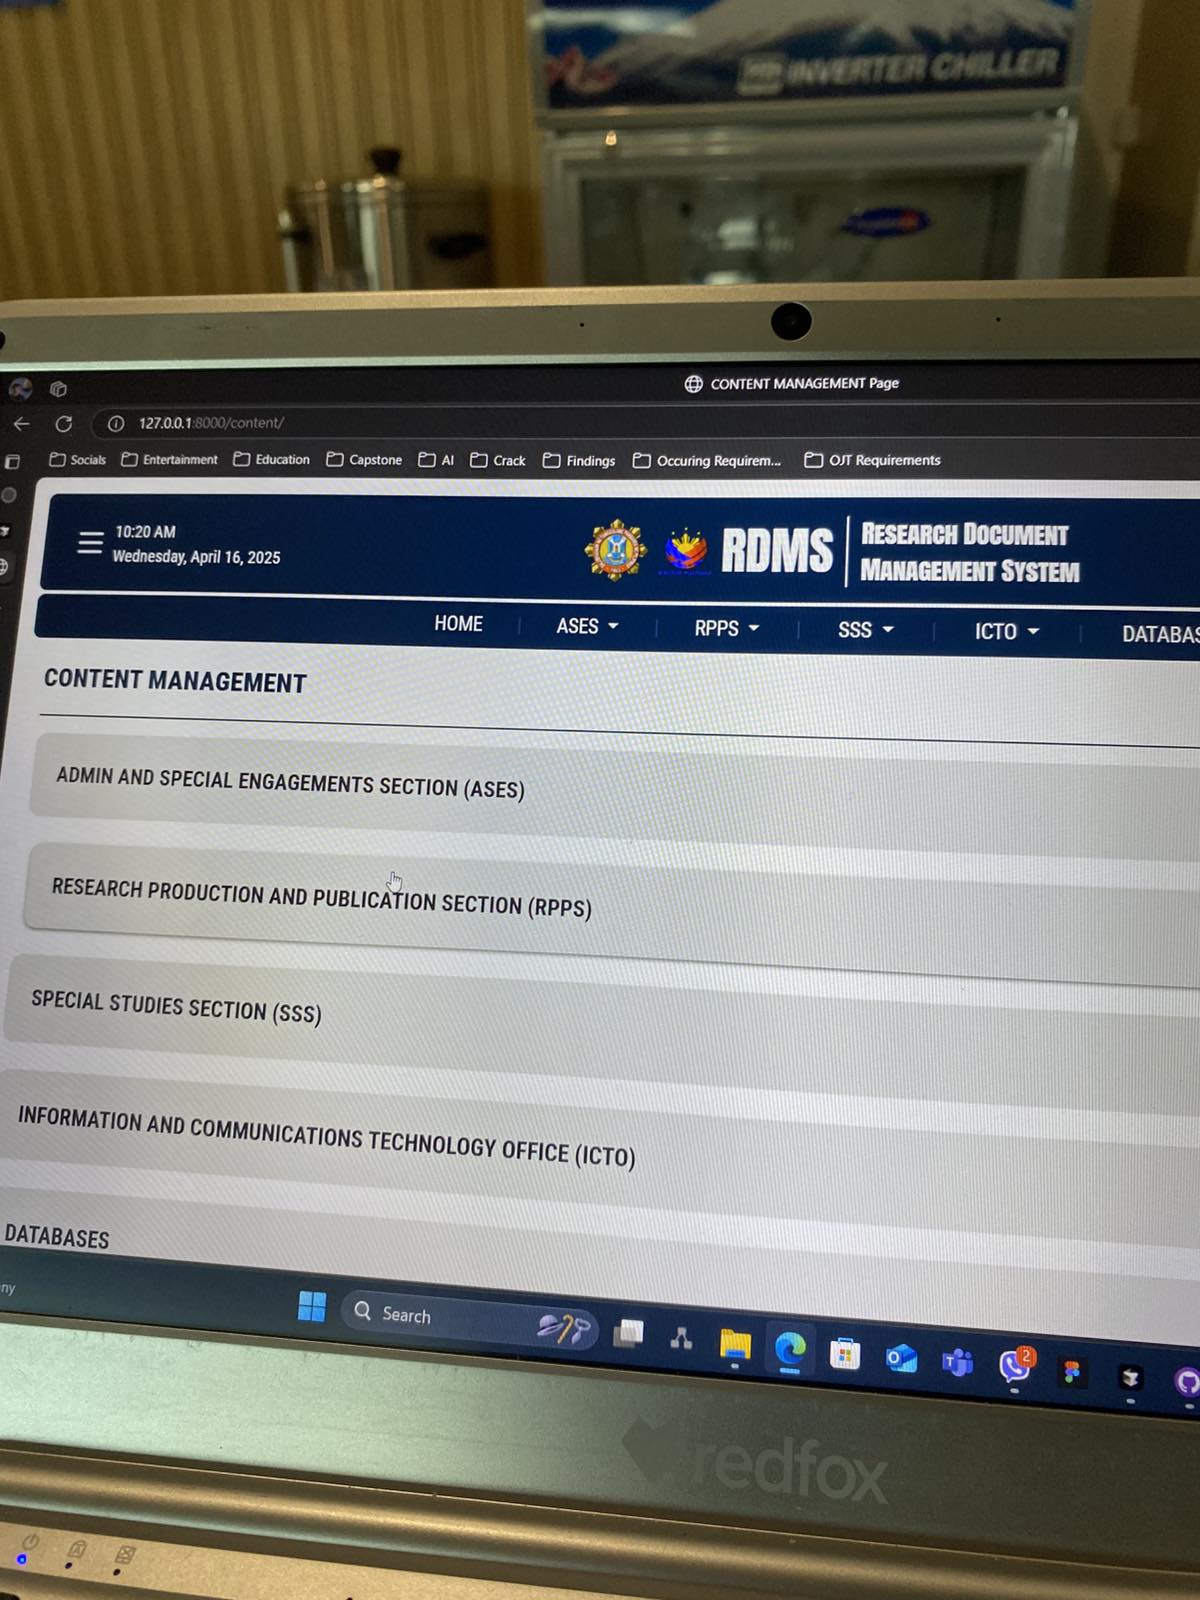 INVERTER CHILLER
CONTENT MANAGEMENT Page
127.0.0.1:8000/content/
Socials Entertainment Education Capstone AI Crack Findings Occuring Requirem... OJT Requirements
10:20 AM
Wednesday, April 16, 2025
RDMS
RESEARCH DOCUMENT
MANAGEMENT SYSTEM
HOME ASES RPPS SSS ICTO DATABAS
CONTENT MANAGEMENT
ADMIN AND SPECIAL ENGAGEMENTS SECTION (ASES)
RESEARCH PRODUCTION AND PUBLICATION SECTION (RPPS)
SPECIAL STUDIES SECTION (SSS)
INFORMATION AND COMMUNICATIONS TECHNOLOGY OFFICE (ICTO)
DATABASES
ny
Search
2
redfox